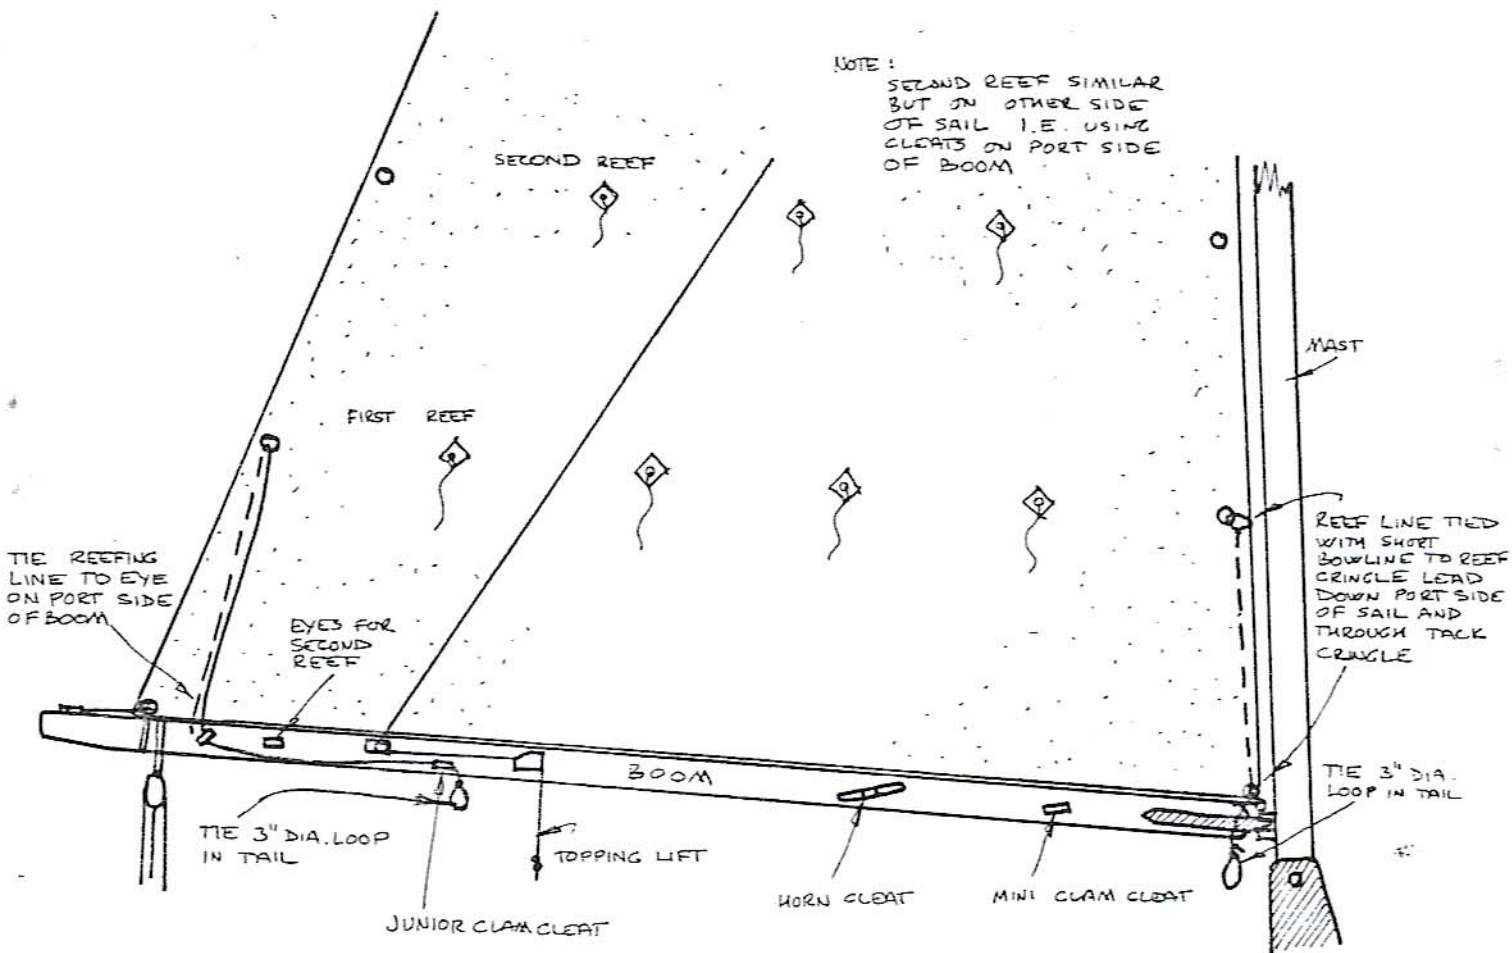 NOTE:
SECOND REEF SIMILAR
BUT ON OTHER SIDE
OF SAIL I.E. USING
CLEATS ON PORT SIDE
OF BOOM
SECOND REEF
MAST
FIRST REEF
REEF LINE TIED
WITH SHORT
BOWLINE TO REEF
CRINGLE LEAD
DOWN PORT SIDE
OF SAIL AND
THROUGH TACK
CRINGLE
TIE REEFING
LINE TO EYE
ON PORT SIDE
OF BOOM
EYES FOR
SECOND
REEF
BOOM
TIE 3" DIA.
LOOP IN TAIL
TIE 3" DIA. LOOP
IN TAIL
TOPPING LIFT
HORN CLEAT
MINI CLAM CLEAT
JUNIOR CLAM CLEAT